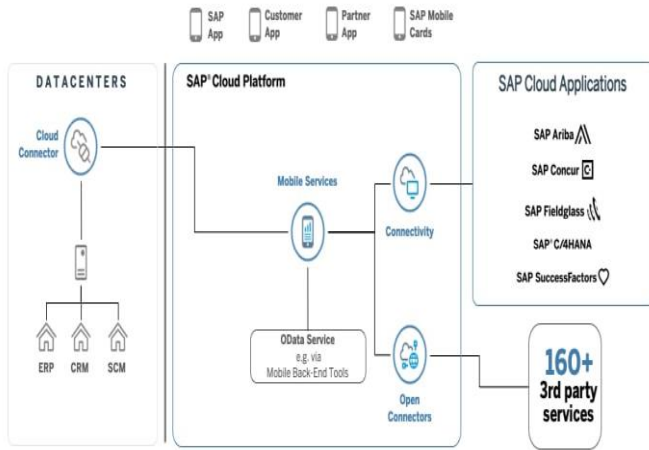 SAP
App
Customer
App
Partner
App
SAP Mobile
Cards
DATACENTERS
Cloud
Connector
ERP
CRM
SCM
SAP® Cloud Platform
Mobile Services
Connectivity
OData Service
e.g. via
Mobile Back-End Tools
Open
Connectors
SAP Cloud Applications
SAP Ariba
SAP Concur
SAP Fieldglass
SAP® C/4HANA
SAP SuccessFactors
160+
3rd party
services